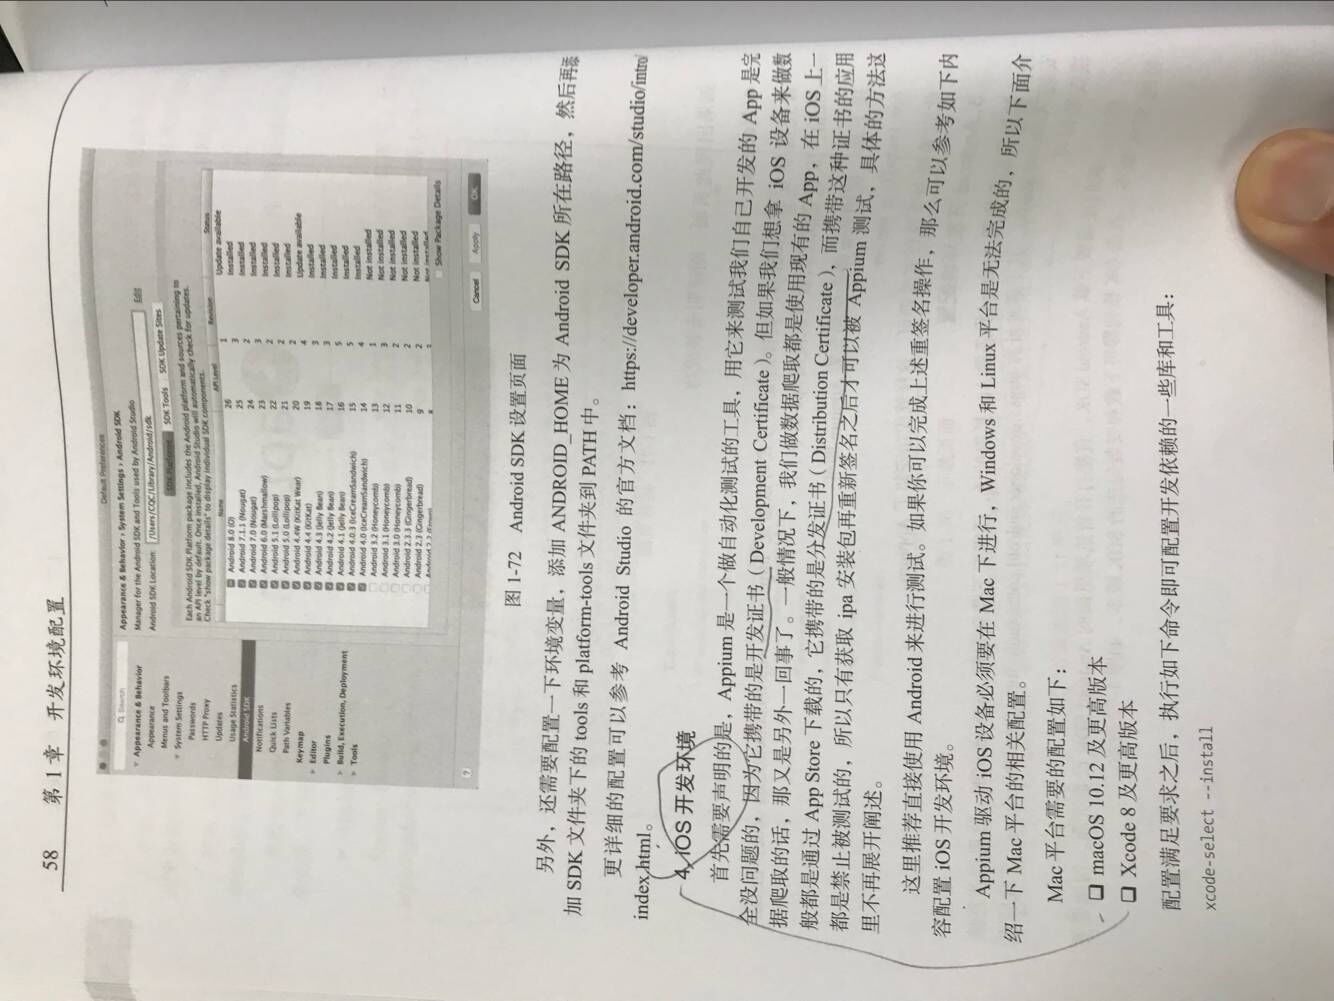 58 第 1 章 开发环境配置
Default Preferences
Search
Appearance & Behavior
Appearance
Menus and Toolbars
System Settings
Passwords
HTTP Proxy
Updates
Usage Statistics
Android SDK
Notifications
Quick Lists
Path Variables
Keymap
Editor
Plugins
Build, Execution, Deployment
Tools
Appearance & Behavior › System Settings › Android SDK
Manager for the Android SDK and Tools used by Android Studio
Android SDK Location: /Users/CQC/Library/Android/sdk Edit
SDK Platforms SDK Tools SDK Update Sites
Each Android SDK Platform package includes the Android platform and sources pertaining to
an API level by default. Once installed, Android Studio will automatically check for updates.
Check "show package details" to display individual SDK components.
Name API Level Revision Status
Android 8.0 (O) 26 1 Update available
Android 7.1.1 (Nougat) 25 3 Installed
Android 7.0 (Nougat) 24 2 Installed
Android 6.0 (Marshmallow) 23 3 Installed
Android 5.1 (Lollipop) 22 2 Installed
Android 5.0 (Lollipop) 21 2 Installed
Android 4.4W (KitKat Wear) 20 2 Update available
Android 4.4 (KitKat) 19 4 Installed
Android 4.3 (Jelly Bean) 18 3 Installed
Android 4.2 (Jelly Bean) 17 3 Installed
Android 4.1 (Jelly Bean) 16 5 Installed
Android 4.0.3 (IceCreamSandwich) 15 5 Installed
Android 4.0 (IceCreamSandwich) 14 4 Installed
Android 3.2 (Honeycomb) 13 1 Not installed
Android 3.1 (Honeycomb) 12 3 Not installed
Android 3.0 (Honeycomb) 11 2 Not installed
Android 2.3.3 (Gingerbread) 10 2 Not installed
Android 2.3 (Gingerbread) 9 2 Not installed
Show Package Details
? Cancel Apply OK
图 1-72 Android SDK 设置页面
另外，还需要配置一下环境变量，添加 ANDROID_HOME 为 Android SDK 所在路径，然后再添
加 SDK 文件夹下的 tools 和 platform-tools 文件夹到 PATH 中。
更详细的配置可以参考 Android Studio 的官方文档：https://developer.android.com/studio/intro/
index.html。
4. iOS 开发环境
首先需要声明的是，Appium 是一个做自动化测试的工具，用它来测试我们自己开发的 App 是完
全没问题的，因为它携带的是开发证书（Development Certificate）。但如果我们想拿 iOS 设备来做数
据爬取的话，那又是另外一回事了。一般情况下，我们做数据爬取都是使用现有的 App，在 iOS 上一
般都是通过 App Store 下载的，它携带的是分发证书（Distribution Certificate），而携带这种证书的应用
都是禁止被测试的，所以只有获取 ipa 安装包再重新签名之后才可以被 Appium 测试，具体的方法这
里不再展开阐述。
这里推荐直接使用 Android 来进行测试。如果你可以完成上述重签名操作，那么可以参考如下内
容配置 iOS 开发环境。
Appium 驱动 iOS 设备必须要在 Mac 下进行，Windows 和 Linux 平台是无法完成的，所以下面介
绍一下 Mac 平台的相关配置。
Mac 平台需要的配置如下：
❑ macOS 10.12 及更高版本
❑ Xcode 8 及更高版本
配置满足要求之后，执行如下命令即可配置开发依赖的一些库和工具：
xcode-select --install